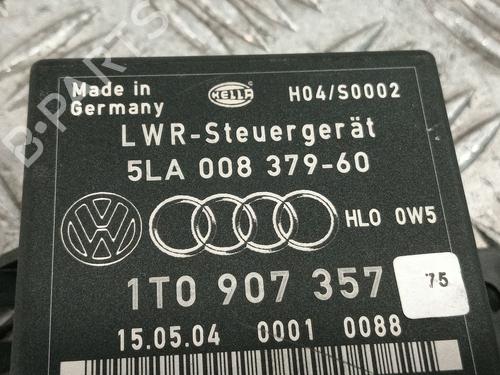 Made in
Germany
HELLA
H04/S0002
LWR-Steuergerät
5LA 008 379-60
HL0 0W5
1T0 907 357
75
15.05.04 0001 0088
B-PARTS